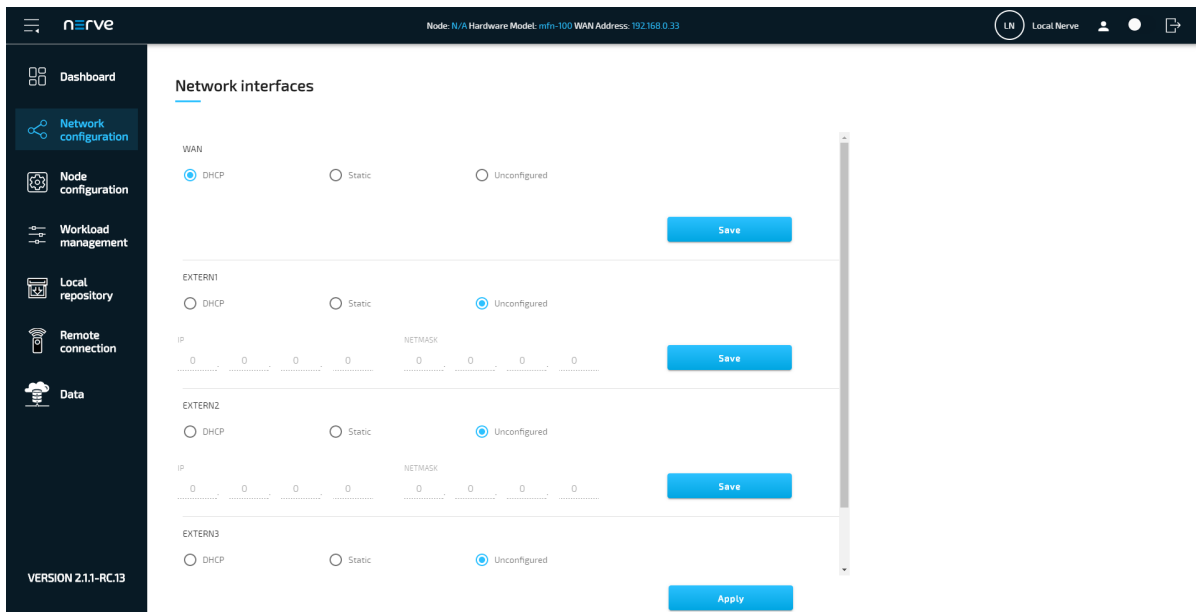 nerve
Node: N/A Hardware Model: mfn-100 WAN Address: 192.168.0.33
LN Local Nerve
Dashboard
Network
configuration
Node
configuration
Workload
management
Local
repository
Remote
connection
Data
VERSION 2.1.1-RC.13
Network interfaces
WAN
DHCP Static Unconfigured
Save
EXTERN1
DHCP Static Unconfigured
IP NETMASK
0 . 0 . 0 . 0 0 . 0 . 0 . 0 Save
EXTERN2
DHCP Static Unconfigured
IP NETMASK
0 . 0 . 0 . 0 0 . 0 . 0 . 0 Save
EXTERN3
DHCP Static Unconfigured
Apply